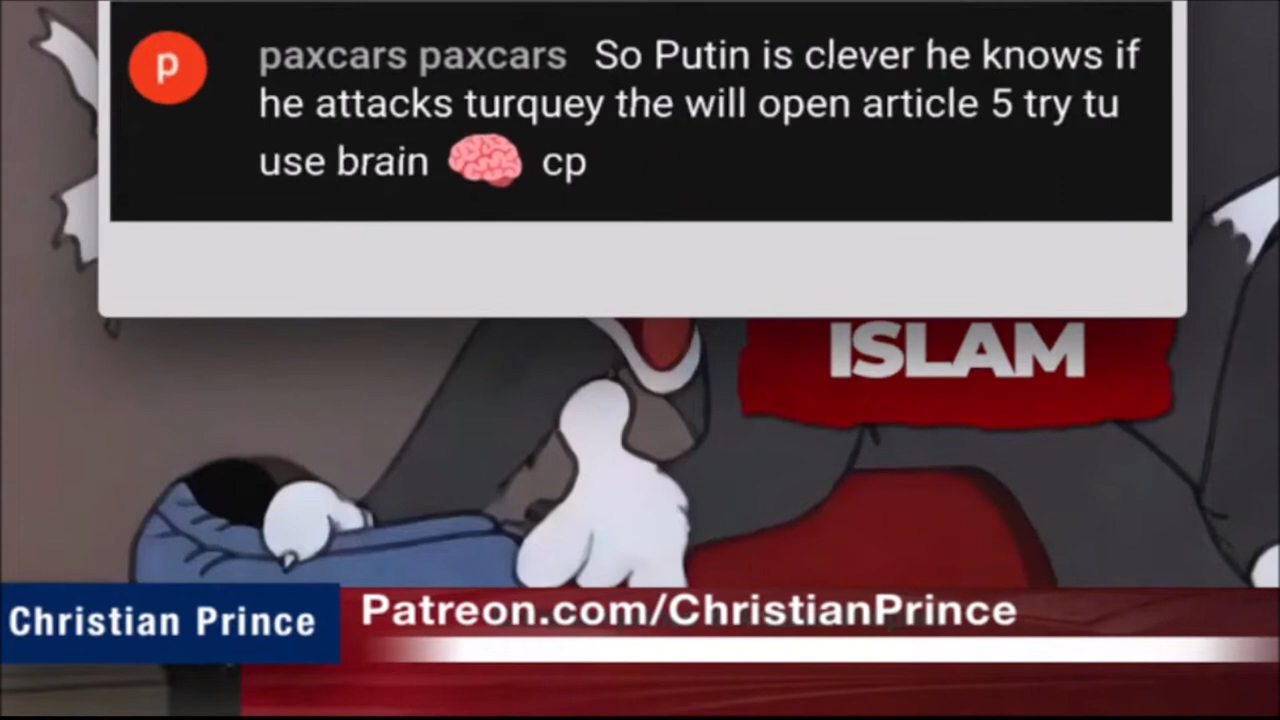 p
paxcars paxcars So Putin is clever he knows if
he attacks turquey the will open article 5 try tu
use brain 🧠 cp
ISLAM
Christian Prince
Patreon.com/ChristianPrince